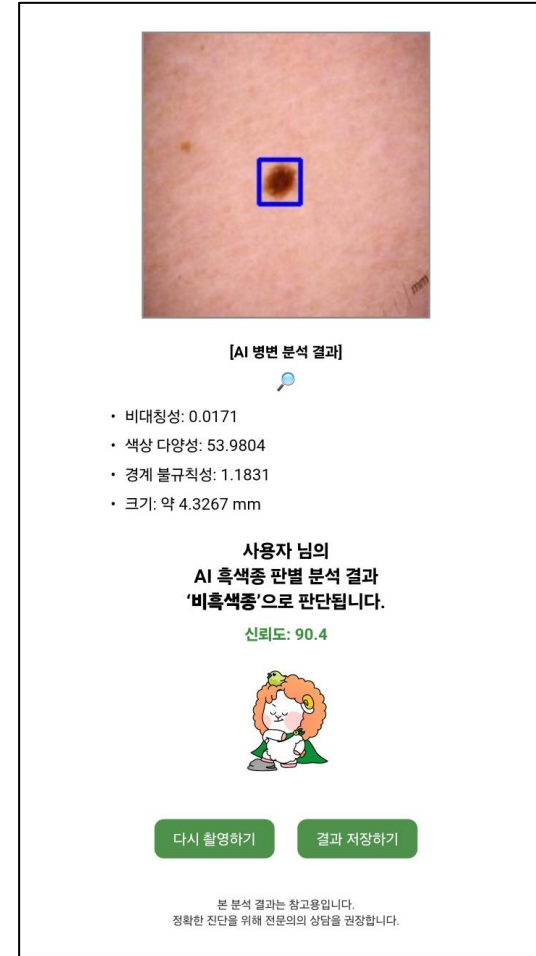 mm
[AI 병변 분석 결과]
• 비대칭성: 0.0171
• 색상 다양성: 53.9804
• 경계 불규칙성: 1.1831
• 크기: 약 4.3267 mm
사용자 님의
AI 흑색종 판별 분석 결과
‘비흑색종’으로 판단됩니다.
신뢰도: 90.4
다시 촬영하기
결과 저장하기
본 분석 결과는 참고용입니다.
정확한 진단을 위해 전문의의 상담을 권장합니다.